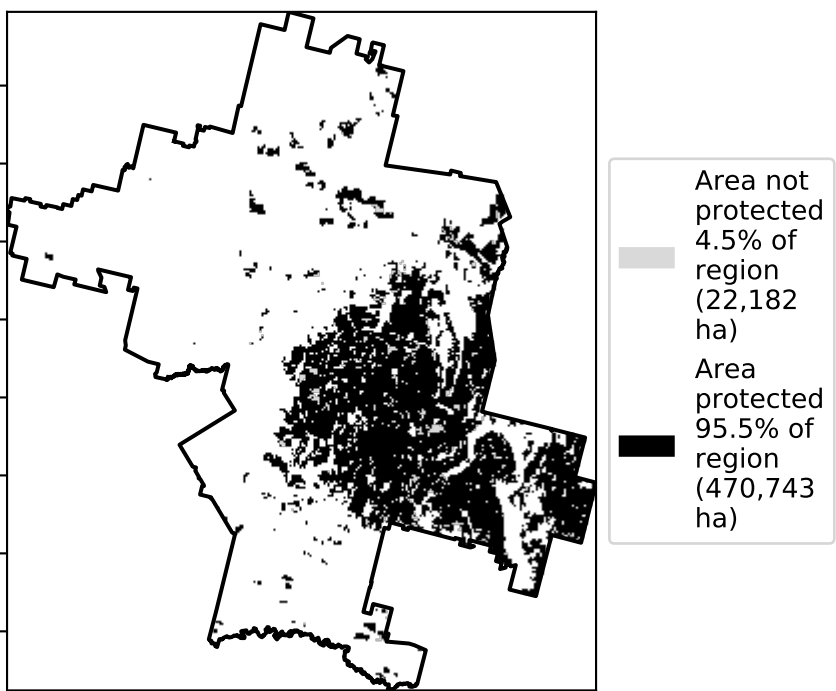 Area not
protected
4.5% of
region
(22,182
ha)
Area
protected
95.5% of
region
(470,743
ha)